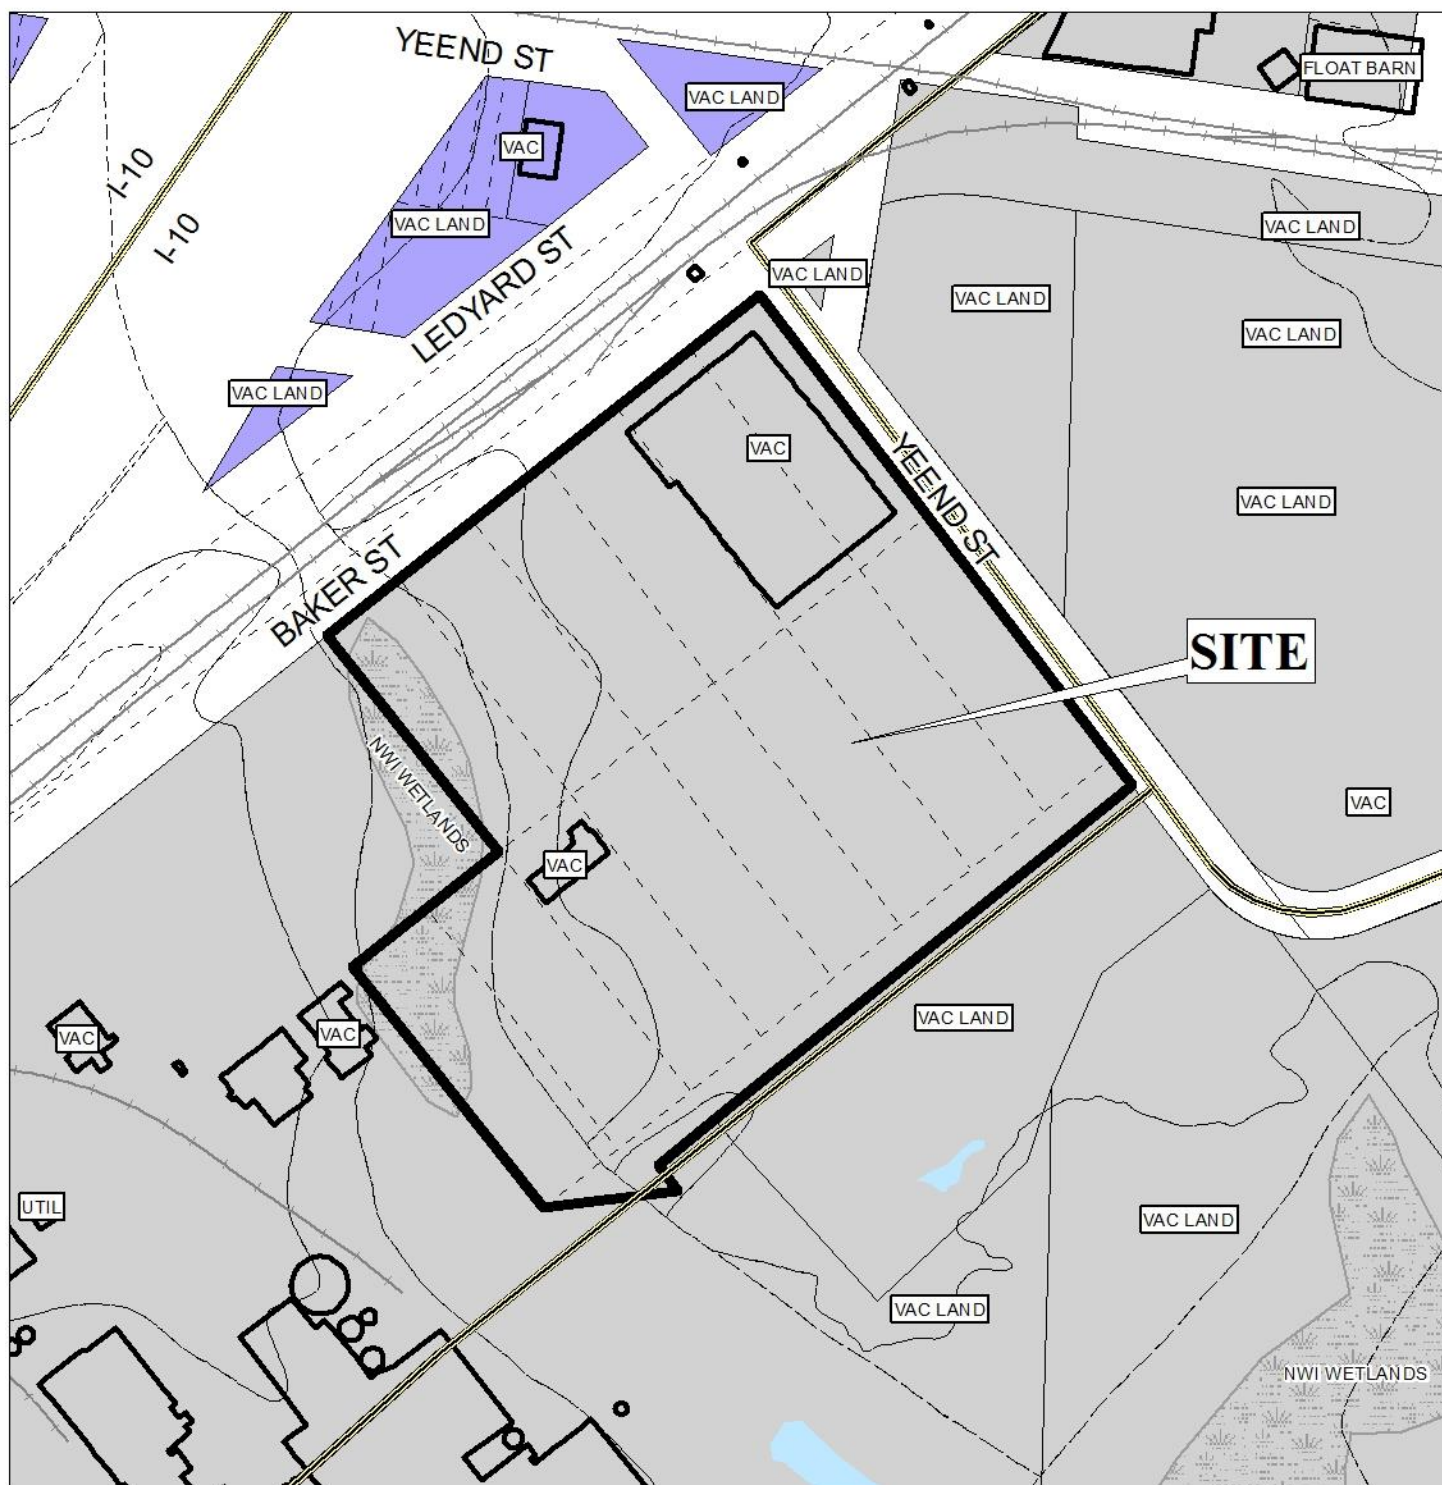 YEEND ST
FLOAT BARN
VAC LAND
VAC
I-10
VAC LAND
I-10
VAC LAND
LEDYARD ST
VAC LAND
VAC LAND
VAC LAND
VAC LAND
VAC
YEEND ST
VAC LAND
BAKER ST
SITE
NWI WETLANDS
VAC
VAC
VAC LAND
VAC
VAC
UTIL
VAC LAND
VAC LAND
NWI WETLANDS